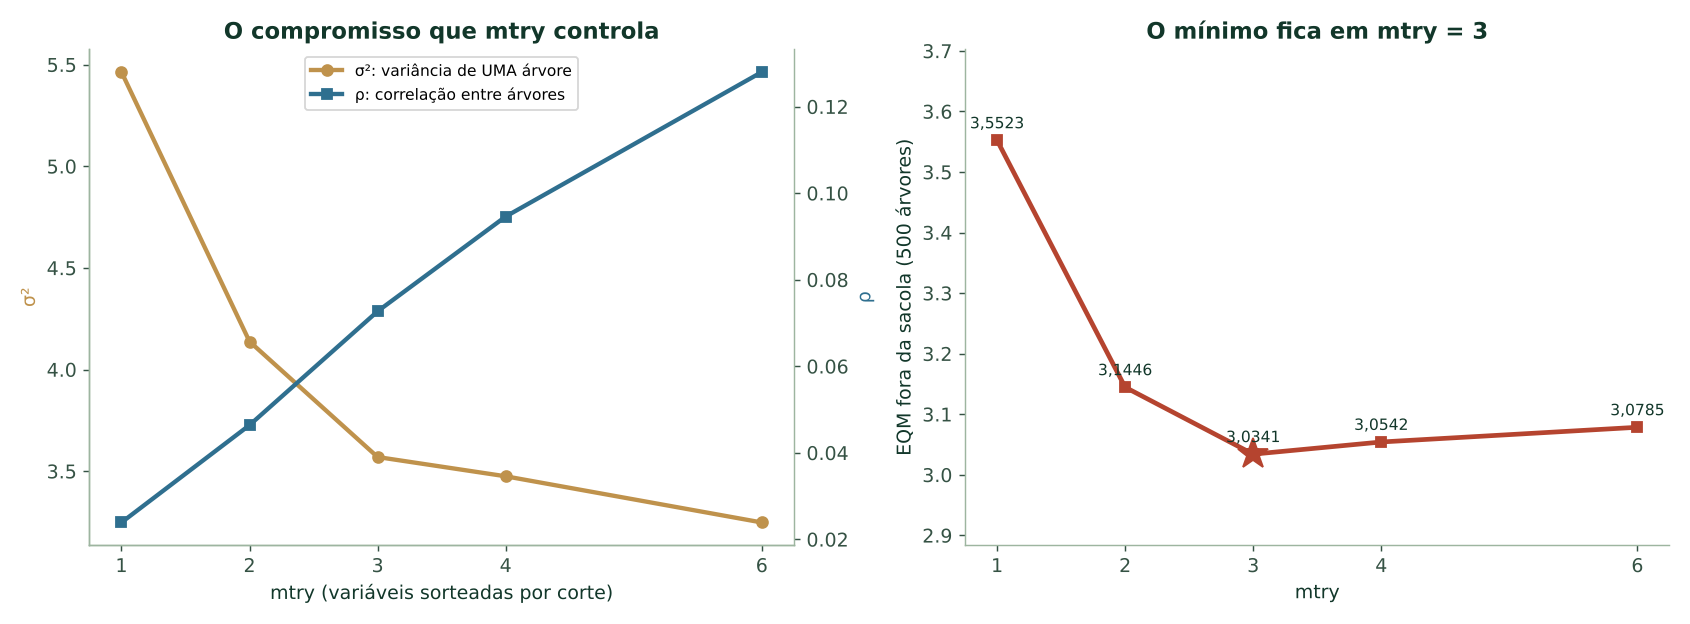 O compromisso que mtry controla
σ²: variância de UMA árvore
ρ: correlação entre árvores
5.5
5.0
4.5
4.0
3.5
σ²
0.12
0.10
0.08
0.06
0.04
0.02
ρ
1 2 3 4 6
mtry (variáveis sorteadas por corte)
O mínimo fica em mtry = 3
EQM fora da sacola (500 árvores)
3.7
3.6
3.5
3.4
3.3
3.2
3.1
3.0
2.9
3,5523
3,1446
3,0341
3,0542
3,0785
1 2 3 4 6
mtry